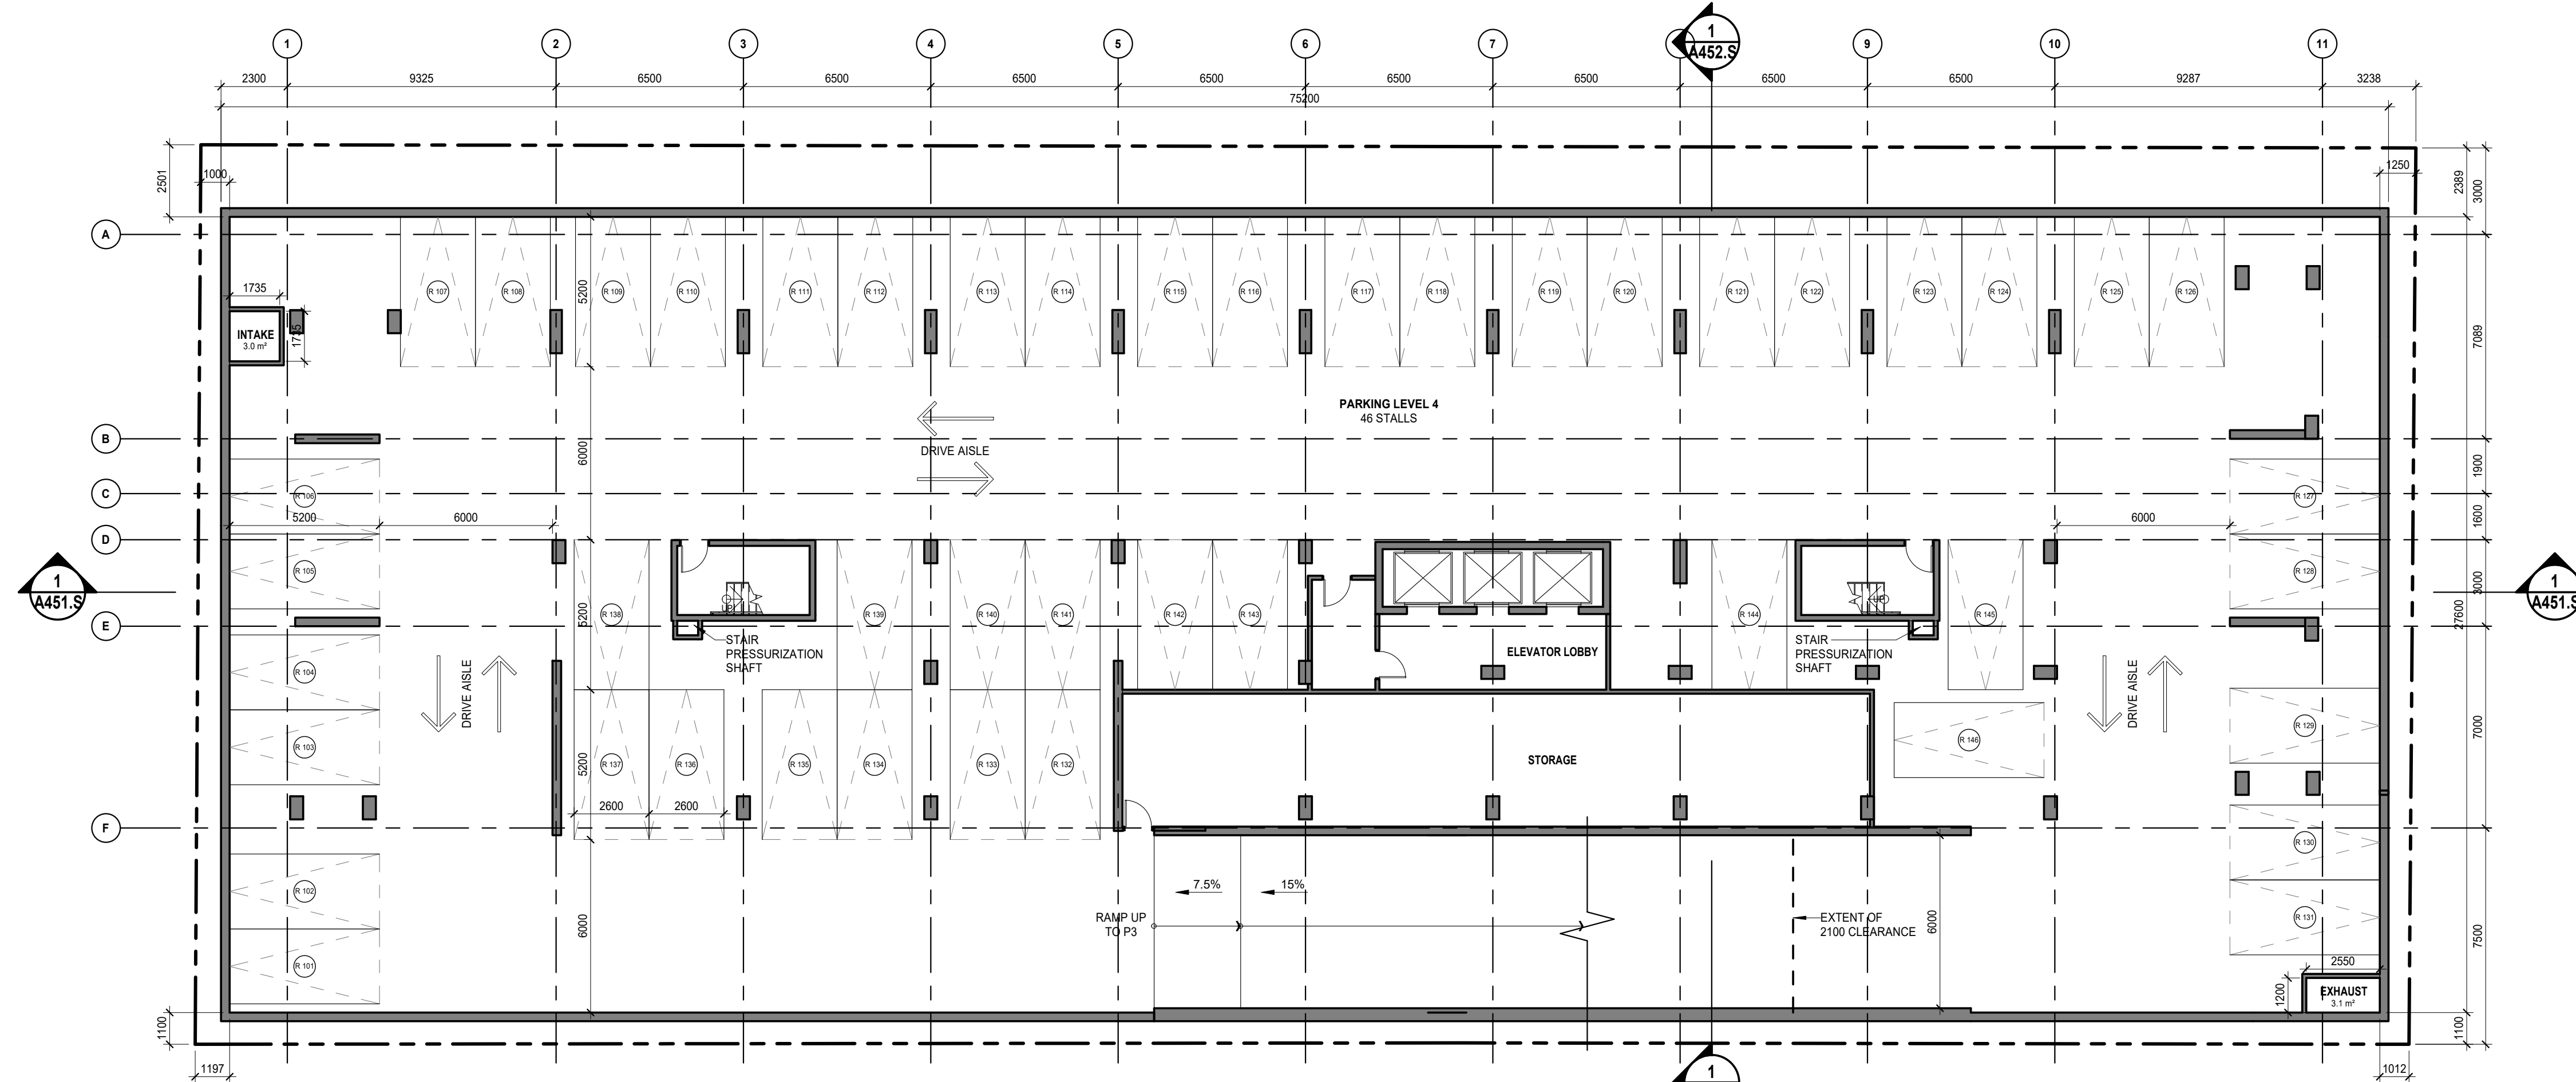 1
A452.S
1
2
3
4
5
6
7
9
10
11
2300
9325
6500
6500
6500
6500
6500
6500
6500
6500
9287
3238
75200
2501
1000
1250
2389
3000
A
R 107
R 108
R 109
R 110
R 111
R 112
R 113
R 114
R 115
R 116
R 117
R 118
R 119
R 120
R 121
R 122
R 123
R 124
R 125
R 126
5200
1735
INTAKE
3.0 m²
1735
7089
PARKING LEVEL 4
46 STALLS
B
DRIVE AISLE
6000
1900
C
R 106
R 127
5200
6000
6000
1600
D
R 105
R 128
1
A451.S
1
A451.S
3000
27600
UP
UP
R 138
R 139
R 140
R 141
R 142
R 143
R 144
R 145
5200
E
STAIR
PRESSURIZATION
SHAFT
ELEVATOR LOBBY
STAIR
PRESSURIZATION
SHAFT
R 104
DRIVE AISLE
DRIVE AISLE
R 129
7000
R 103
R 137
R 136
R 135
R 134
R 133
R 132
5200
STORAGE
R 146
2600
2600
F
R 130
R 102
7.5%
15%
RAMP UP
TO P3
EXTENT OF
2100 CLEARANCE
6000
6000
R 131
7500
R 101
2550
EXHAUST
3.1 m²
1200
1100
1100
1197
1
1012